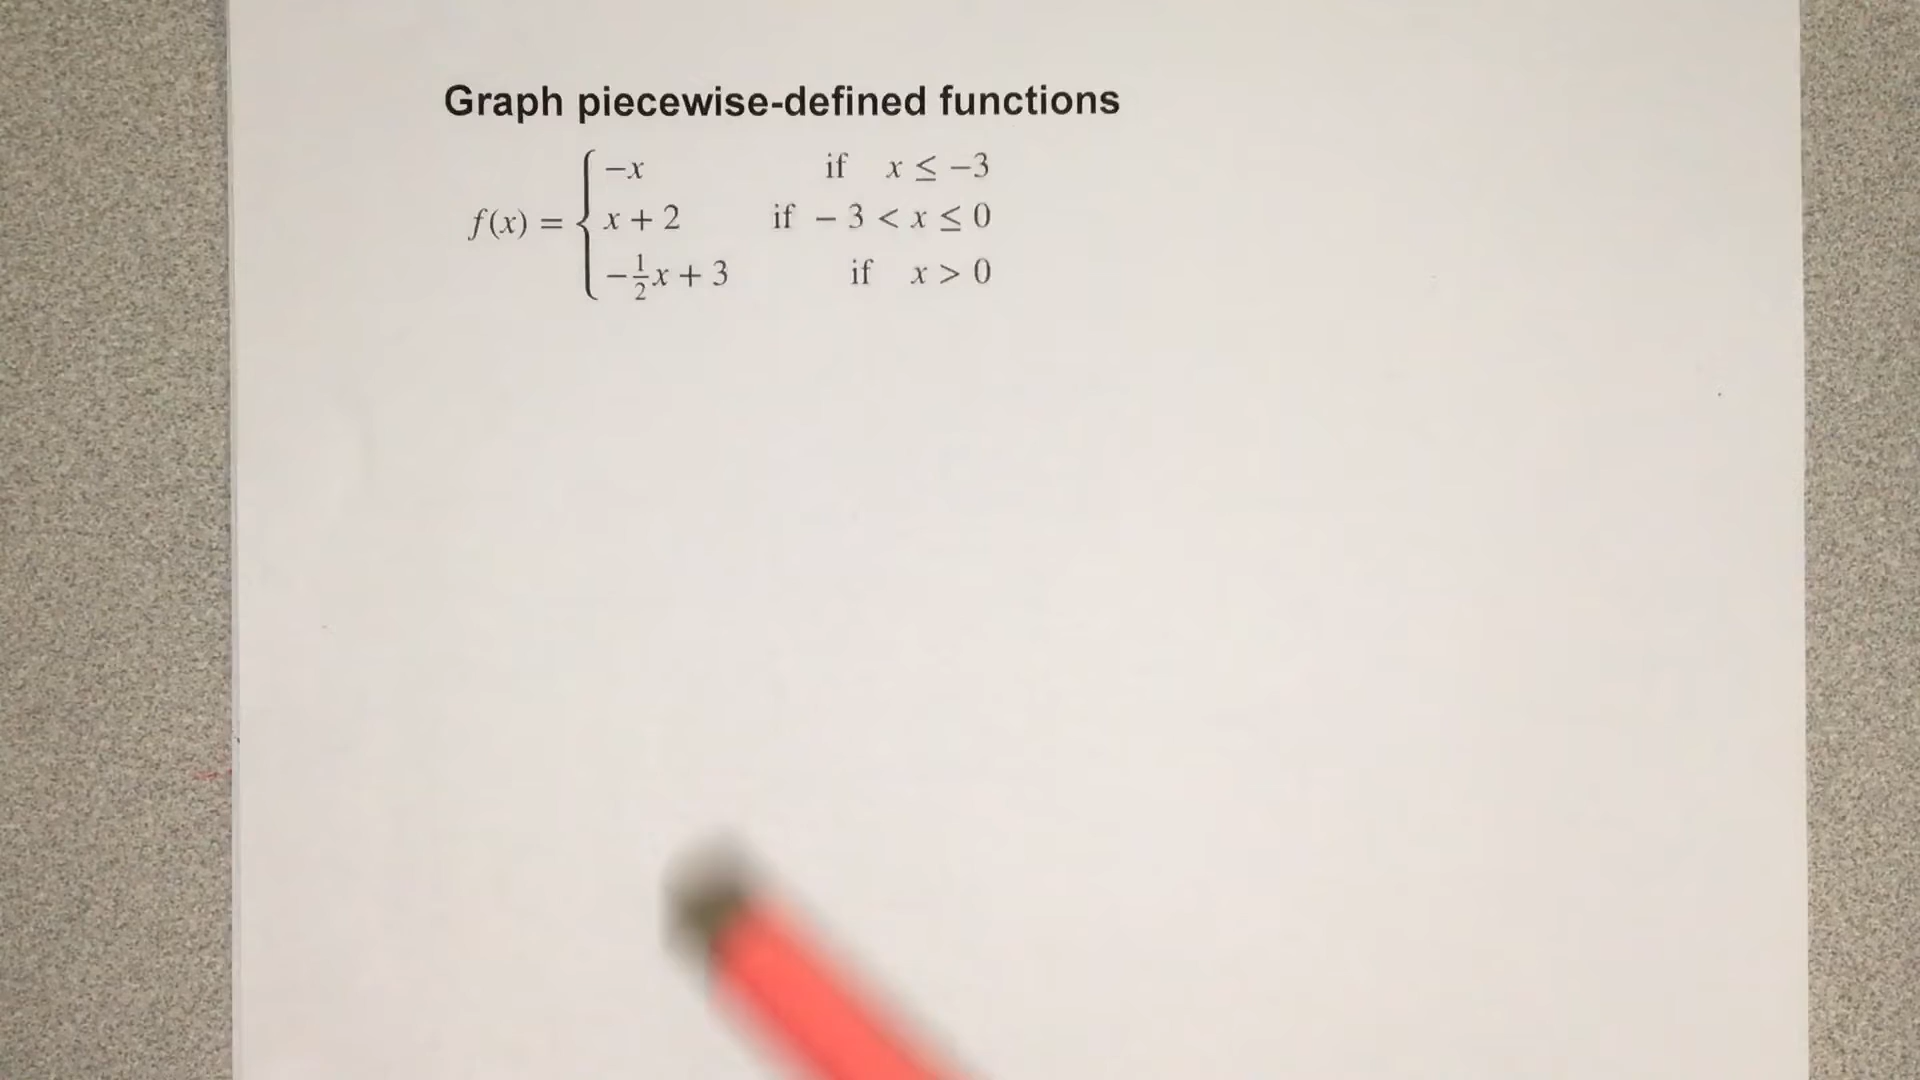 Graph piecewise-defined functions
−x if x ≤ −3
f(x) = { x + 2 if − 3 < x ≤ 0
−1/2x + 3 if x > 0